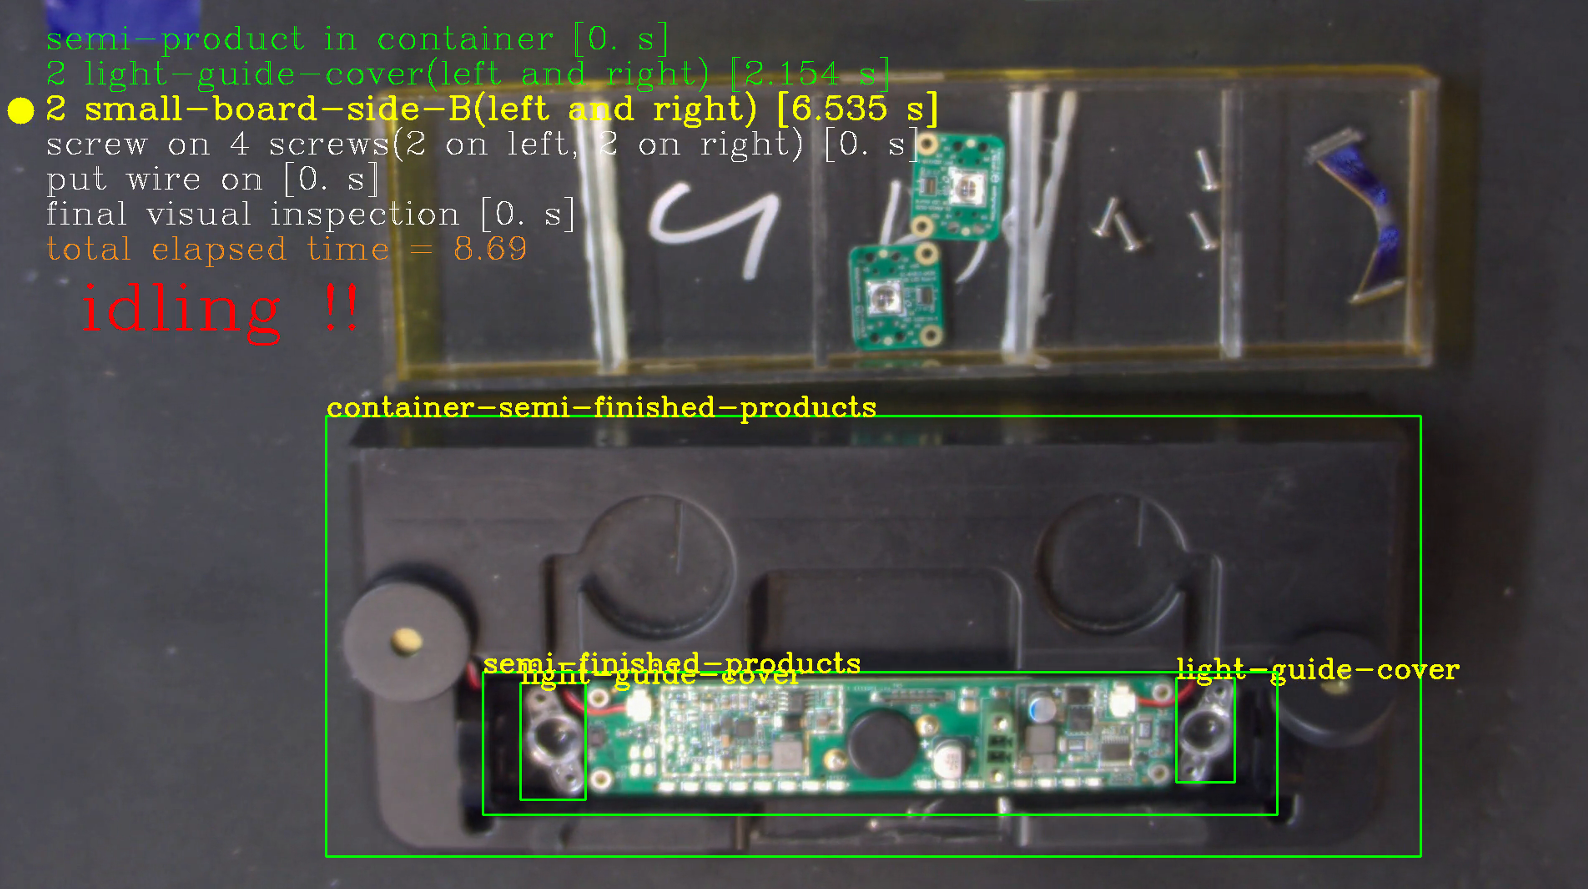 semi-product in container [0. s]
2 light-guide-cover(left and right) [2.154 s]
2 small-board-side-B(left and right) [6.535 s]
screw on 4 screws(2 on left, 2 on right) [0. s]
put wire on [0. s]
final visual inspection [0. s]
total elapsed time = 8.69
idling !!
container-semi-finished-products
semi-finished-products
light-guide-cover
light-guide-cover